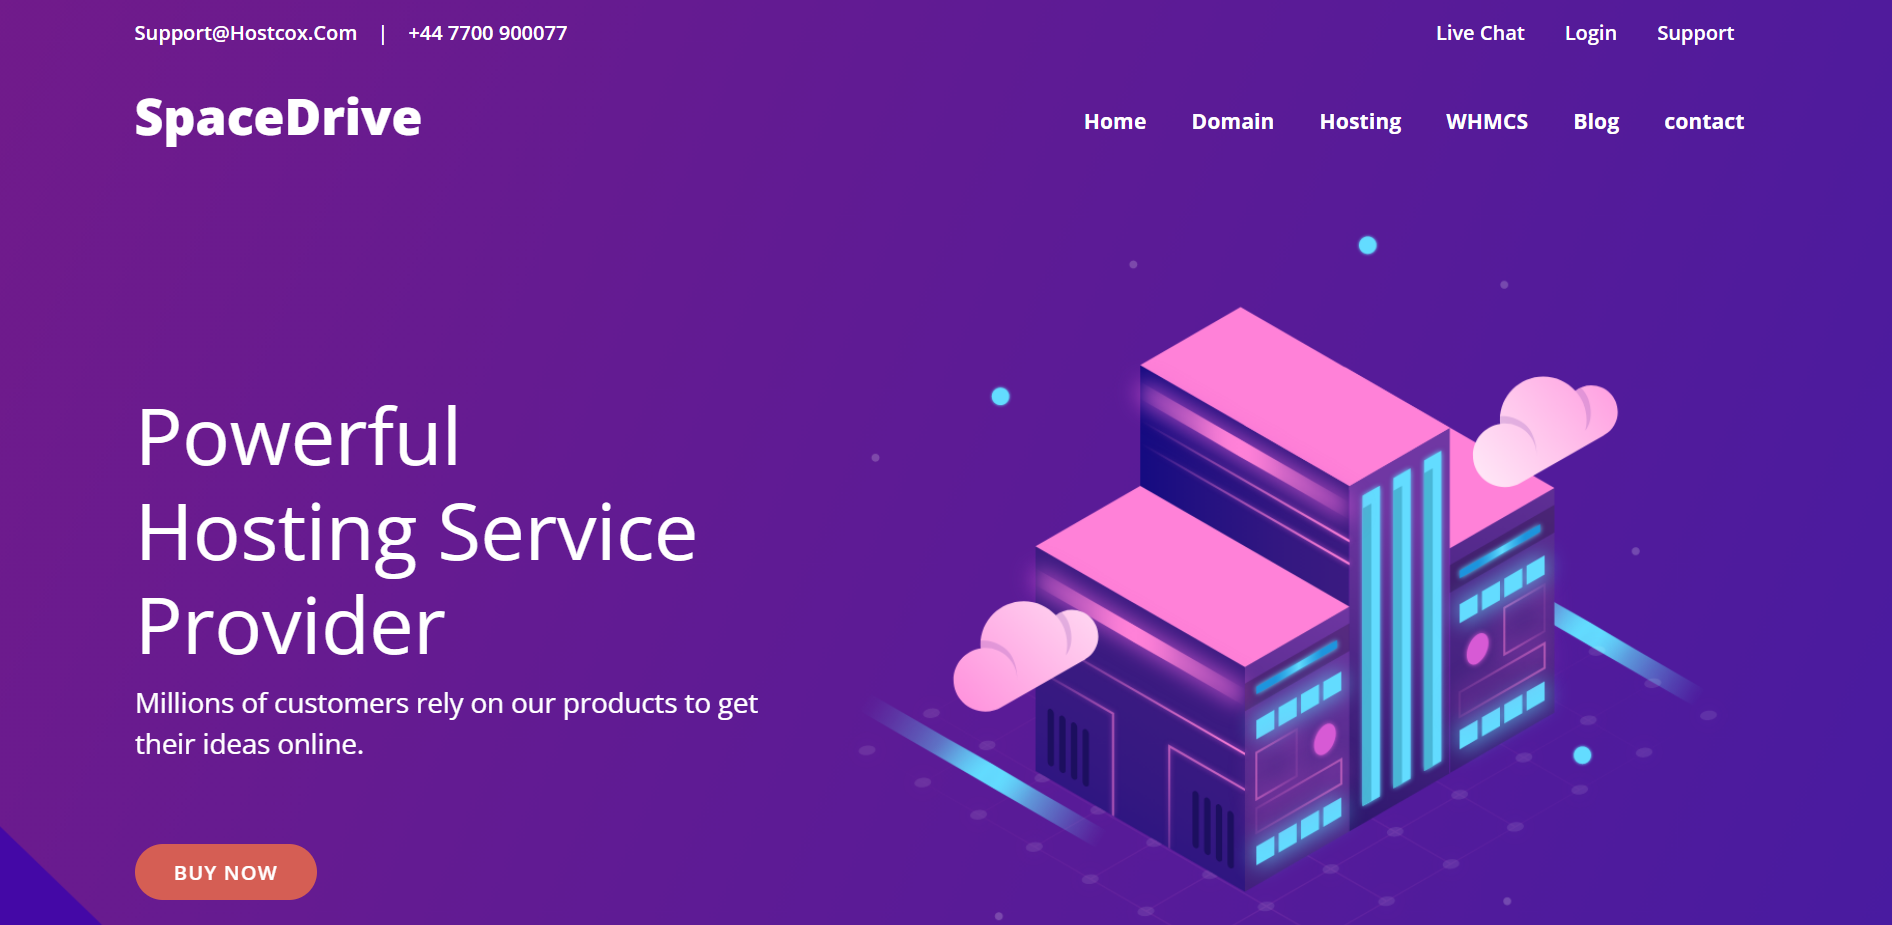 Support@Hostcox.Com | +44 7700 900077
Live Chat Login Support
SpaceDrive
Home Domain Hosting WHMCS Blog contact
Powerful
Hosting Service
Provider
Millions of customers rely on our products to get
their ideas online.
BUY NOW